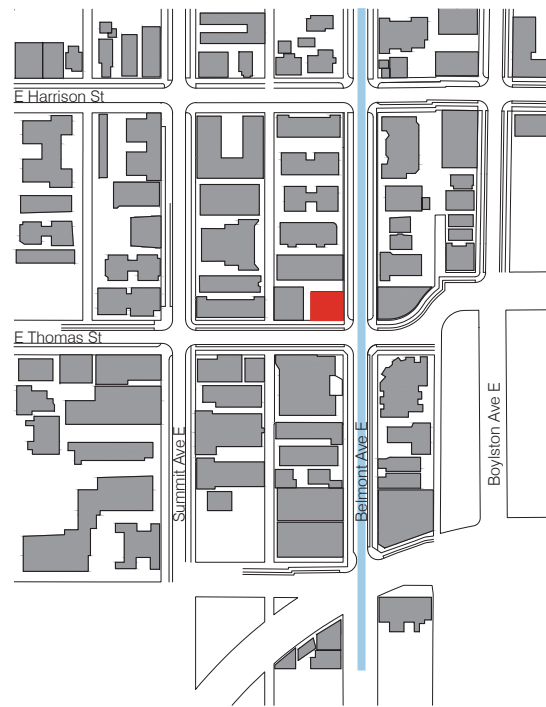 E Harrison St
E Thomas St
Summit Ave E
Belmont Ave E
Boylston Ave E